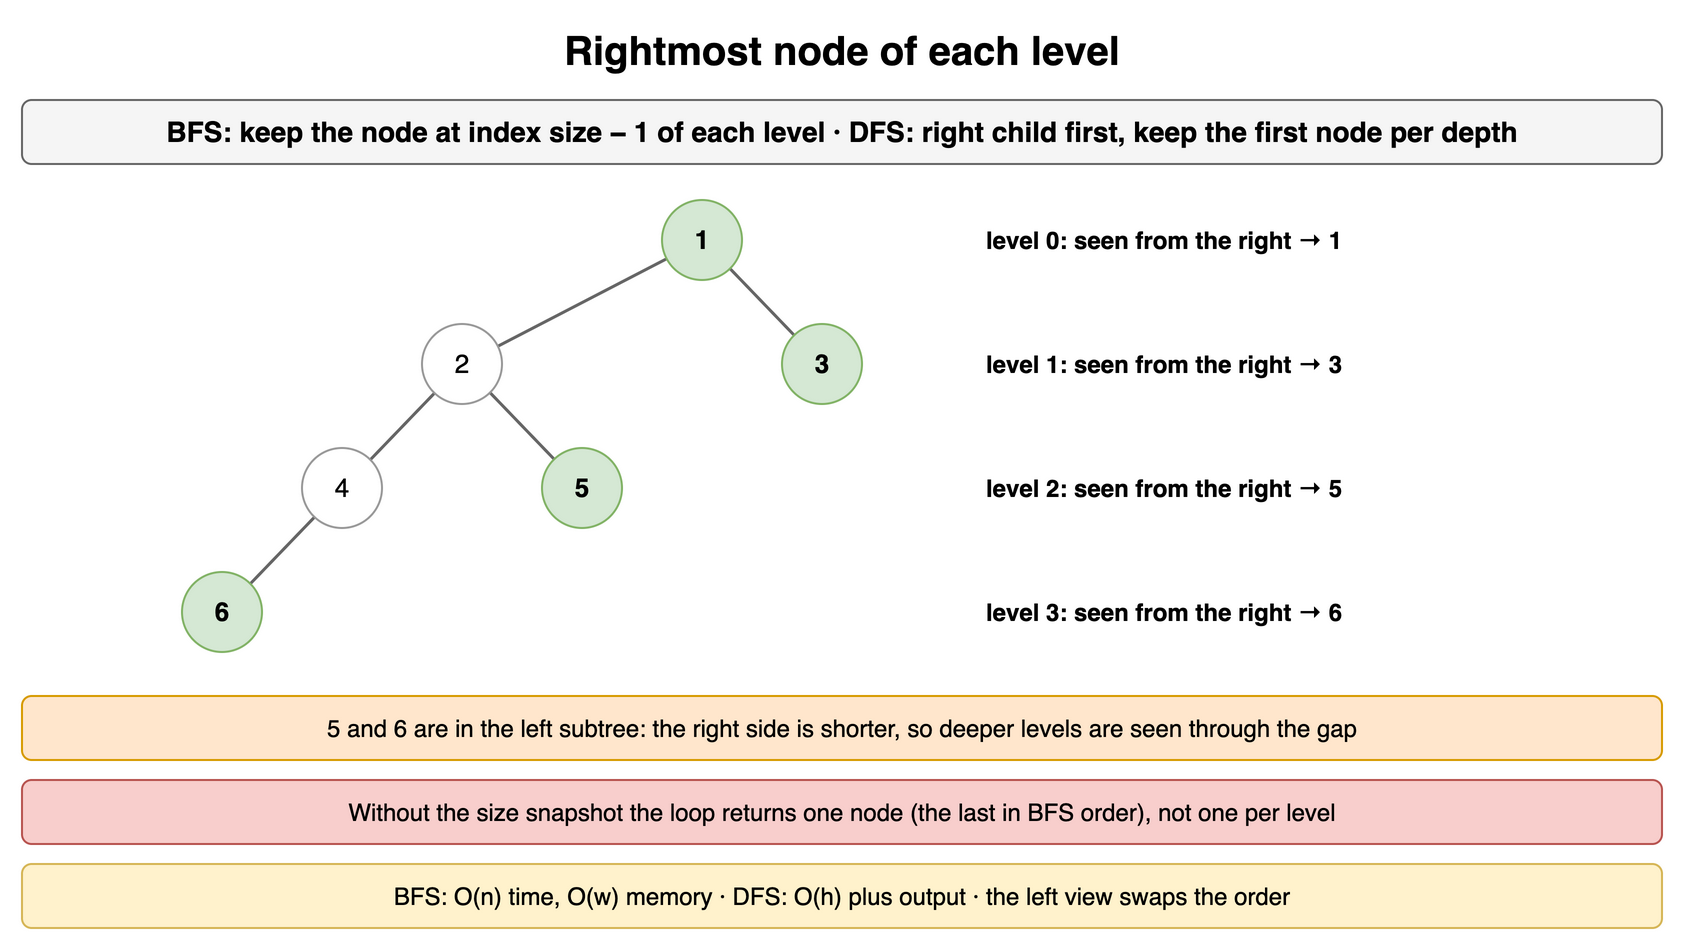 Rightmost node of each level
BFS: keep the node at index size – 1 of each level · DFS: right child first, keep the first node per depth
1
level 0: seen from the right → 1
2
3
level 1: seen from the right → 3
4
5
level 2: seen from the right → 5
6
level 3: seen from the right → 6
5 and 6 are in the left subtree: the right side is shorter, so deeper levels are seen through the gap
Without the size snapshot the loop returns one node (the last in BFS order), not one per level
BFS: O(n) time, O(w) memory · DFS: O(h) plus output · the left view swaps the order